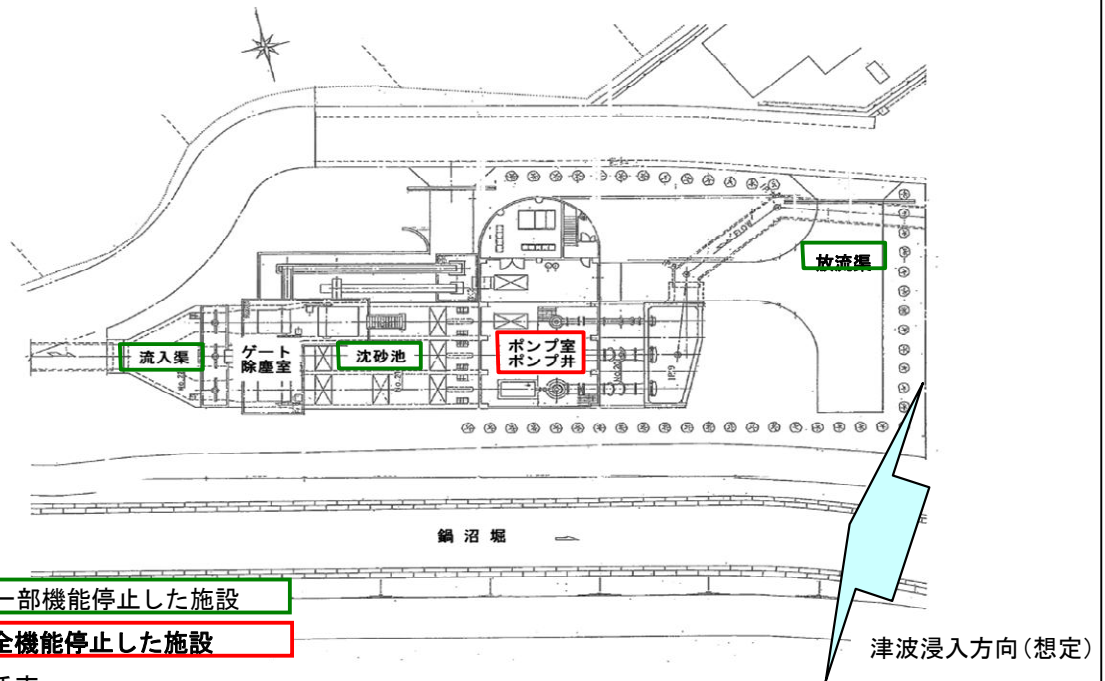 放流渠
流入渠
ゲート
除塵室
沈砂池
ポンプ室
ポンプ井
鍋沼堀
一部機能停止した施設
全機能停止した施設
津波浸入方向(想定)